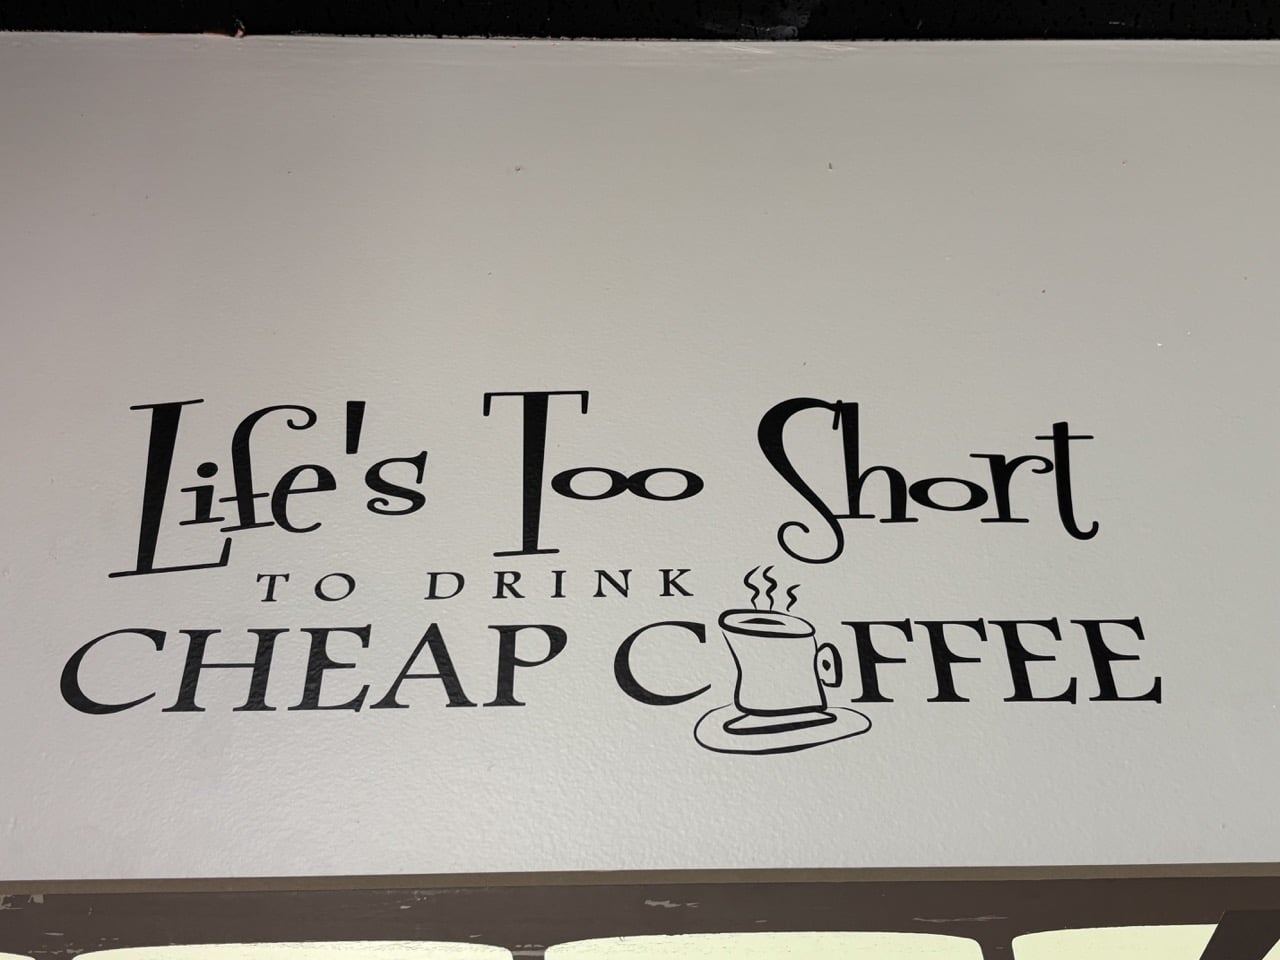 Life's Too Short
TO DRINK
CHEAP COFFEE